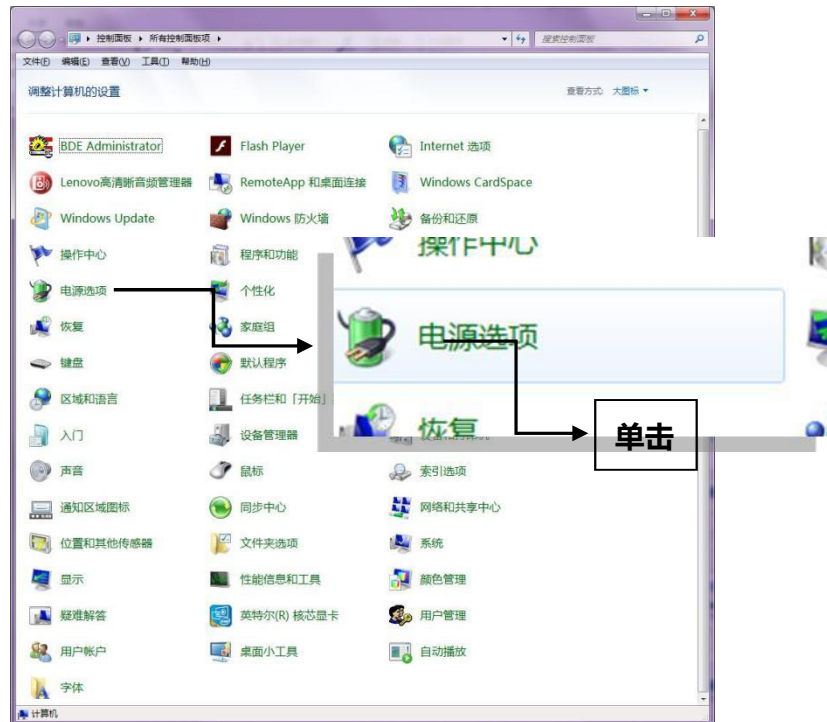 控制面板 ▸ 所有控制面板项 ▸
搜索控制面板
文件(F) 编辑(E) 查看(V) 工具(T) 帮助(H)
调整计算机的设置
查看方式: 大图标
BDE Administrator
Flash Player
Internet 选项
Lenovo高清晰音频管理器
RemoteApp 和桌面连接
Windows CardSpace
Windows Update
Windows 防火墙
备份和还原
操作中心
程序和功能
操作中心
电源选项
个性化
电源选项
恢复
家庭组
键盘
默认程序
区域和语言
任务栏和「开始」
恢复
单击
入门
设备管理器
声音
鼠标
索引选项
通知区域图标
同步中心
网络和共享中心
位置和其他传感器
文件夹选项
系统
显示
性能信息和工具
颜色管理
疑难解答
英特尔(R) 核芯显卡
用户管理
用户帐户
桌面小工具
自动播放
字体
计算机